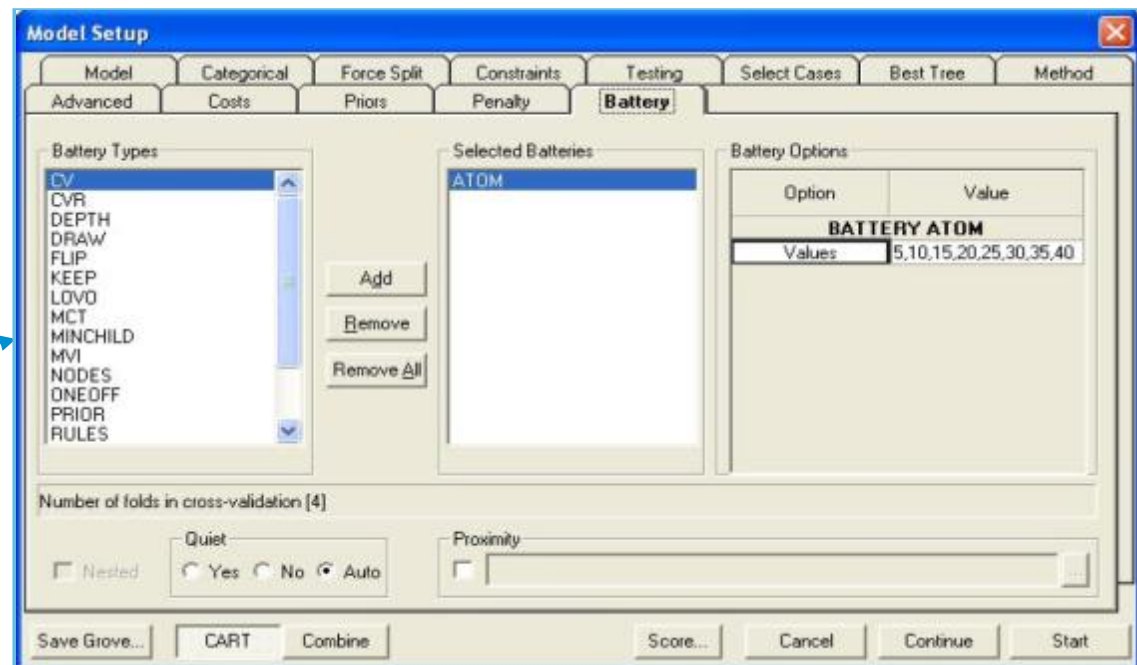 Model Setup
Model Categorical Force Split Constraints Testing Select Cases Best Tree Method
Advanced Costs Priors Penalty Battery
Battery Types
CV
CVR
DEPTH
DRAW
FLIP
KEEP
LOVO
MCT
MINCHILD
MVI
NODES
ONEOFF
PRIOR
RULES
Add
Remove
Remove All
Selected Batteries
ATOM
Battery Options
Option Value
BATTERY ATOM
Values 5,10,15,20,25,30,35,40
Number of folds in cross-validation [4]
Nested
Quiet
Yes No Auto
Proximity
...
Save Grove... CART Combine Score... Cancel Continue Start